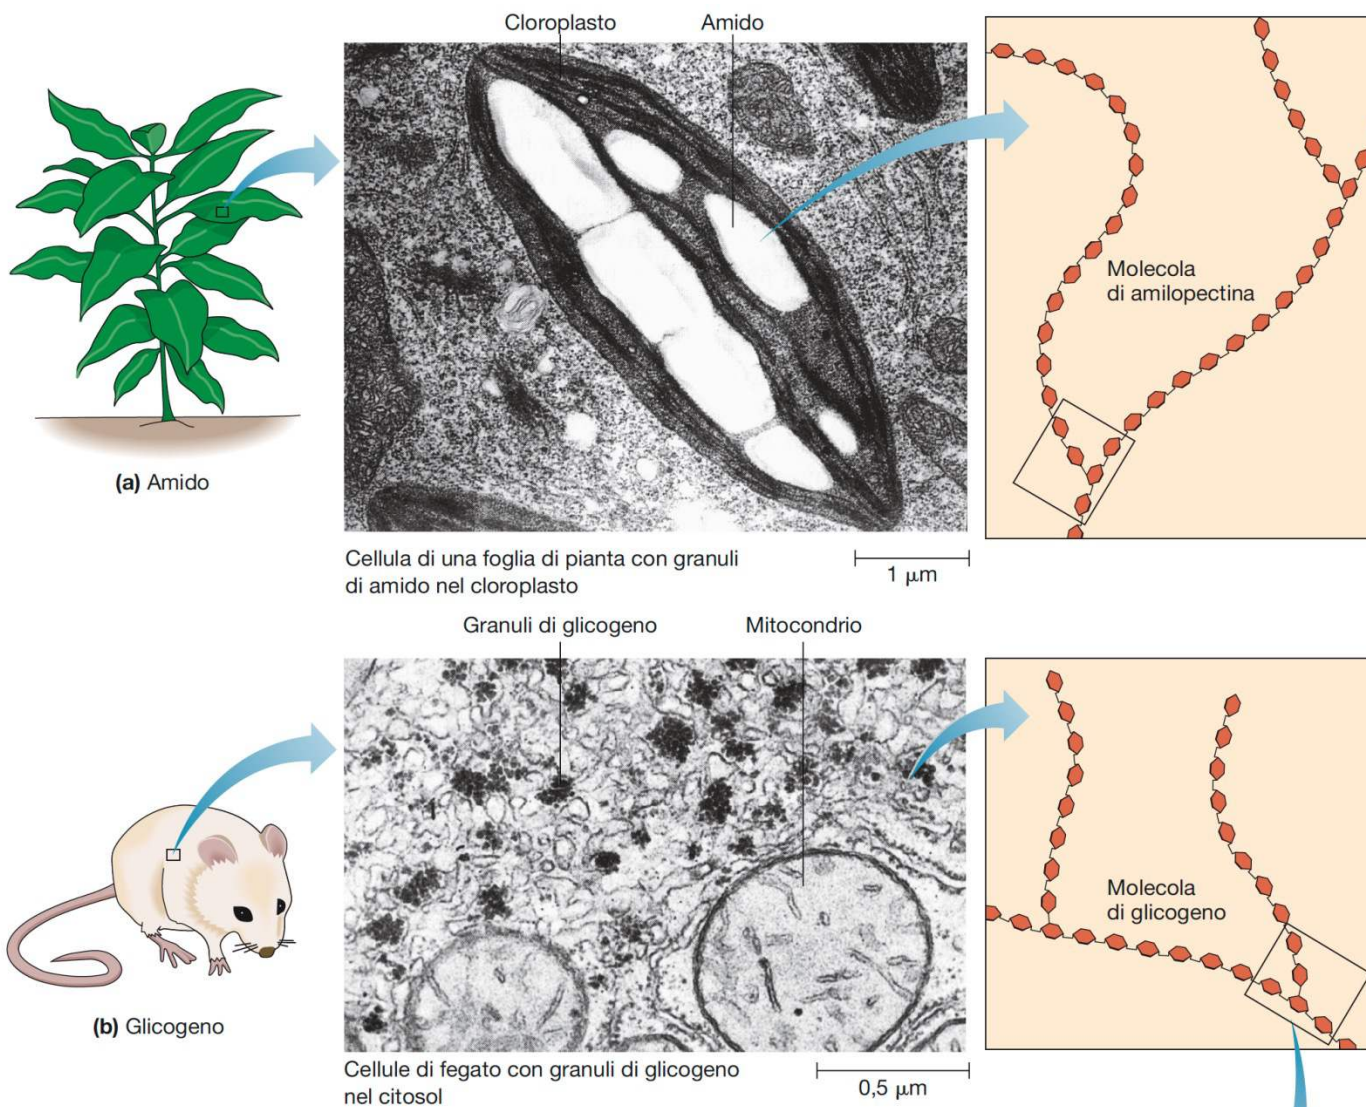 Cloroplasto
Amido
Molecola
di amilopectina
(a) Amido
Cellula di una foglia di pianta con granuli
di amido nel cloroplasto
1 μm
Granuli di glicogeno
Mitocondrio
Molecola
di glicogeno
(b) Glicogeno
Cellule di fegato con granuli di glicogeno
nel citosol
0,5 μm